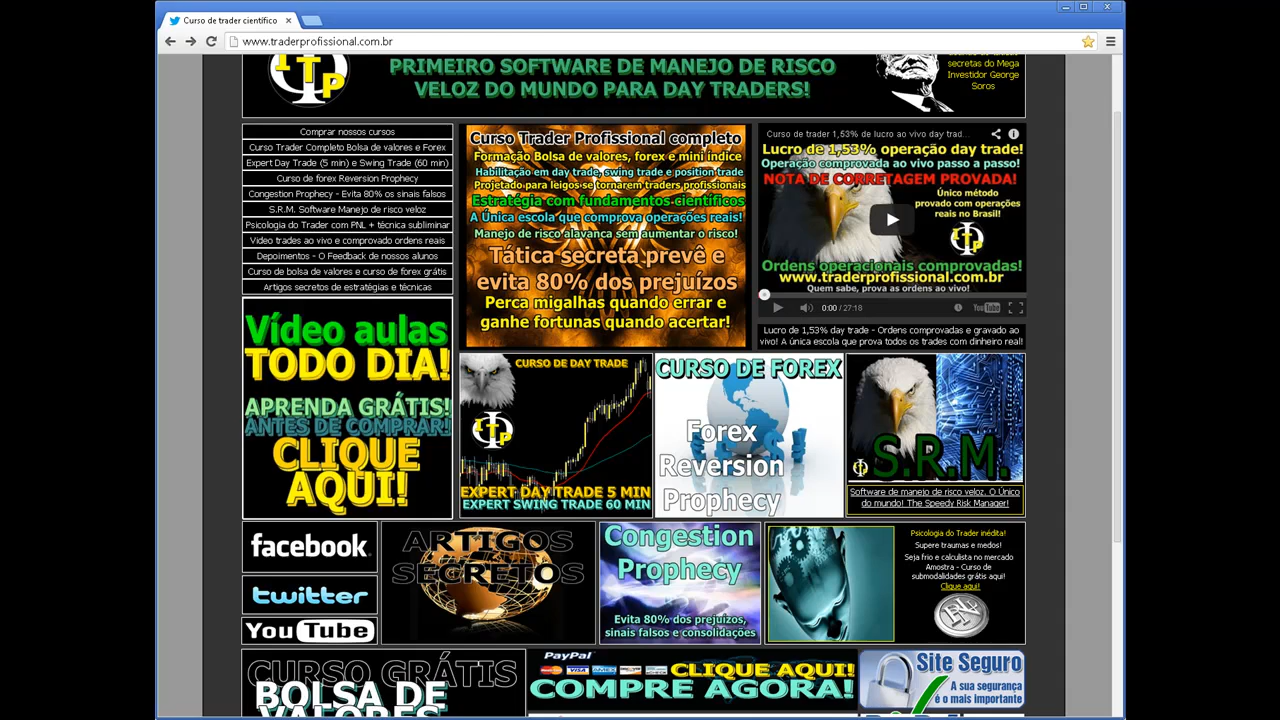 Curso de trader científico
www.traderprofissional.com.br
ITP
PRIMEIRO SOFTWARE DE MANEJO DE RISCO
VELOZ DO MUNDO PARA DAY TRADERS!
secretas do Mega
Investidor George
Soros
Comprar nossos cursos
Curso Trader Completo Bolsa de valores e Forex
Expert Day Trade (5 min) e Swing Trade (60 min)
Curso de forex Reversion Prophecy
Congestion Prophecy - Evita 80% os sinais falsos
S.R.M. Software Manejo de risco veloz
Psicologia do Trader com PNL + técnica subliminar
Video trades ao vivo e comprovado ordens reais
Depoimentos - O Feedback de nossos alunos
Curso de bolsa de valores e curso de forex grátis
Artigos secretos de estratégias e técnicas
Curso Trader Profissional completo
Formação Bolsa de valores, forex e mini índice
Habilitação em day trade, swing trade e position trade
Projetado para leigos se tornarem traders profissionais
Estratégia com fundamentos científicos
A Única escola que comprova operações reais!
Manejo de risco alavanca sem aumentar o risco!
Tática secreta prevê e
evita 80% dos prejuízos
Perca migalhas quando errar e
ganhe fortunas quando acertar!
Curso de trader 1,53% de lucro ao vivo day trad...
Lucro de 1,53% operação day trade!
Operação comprovada ao vivo passo a passo!
NOTA DE CORRETAGEM PROVADA!
Único método
provado com operações
reais no Brasil!
Ordens operacionais comprovadas!
www.traderprofissional.com.br
Quem sabe, prova as ordens ao vivo!
0:00 / 27:18
YouTube
Lucro de 1,53% day trade - Ordens comprovadas e gravado ao
vivo! A única escola que prova todos os trades com dinheiro real!
Vídeo aulas
TODO DIA!
APRENDA GRÁTIS!
ANTES DE COMPRAR!
CLIQUE
AQUI!
CURSO DE DAY TRADE
ITP
EXPERT DAY TRADE 5 MIN
EXPERT SWING TRADE 60 MIN
CURSO DE FOREX
Forex
Reversion
Prophecy
S.R.M.
Software de manejo de risco veloz. O Único
do mundo! The Speedy Risk Manager!
facebook
twitter
YouTube
ARTIGOS
SECRETOS
Congestion
Prophecy
Evita 80% dos prejuízos,
sinais falsos e consolidações
Psicologia do Trader inédita!
Supere traumas e medos!
Seja frio e calculista no mercado
Amostra - Curso de
submodalidades grátis aqui!
Clique aqui!
CURSO GRÁTIS
BOLSA DE
VALORES
PayPal
VISA
CLIQUE AQUI!
COMPRE AGORA!
Site Seguro
A sua segurança
é o mais importante